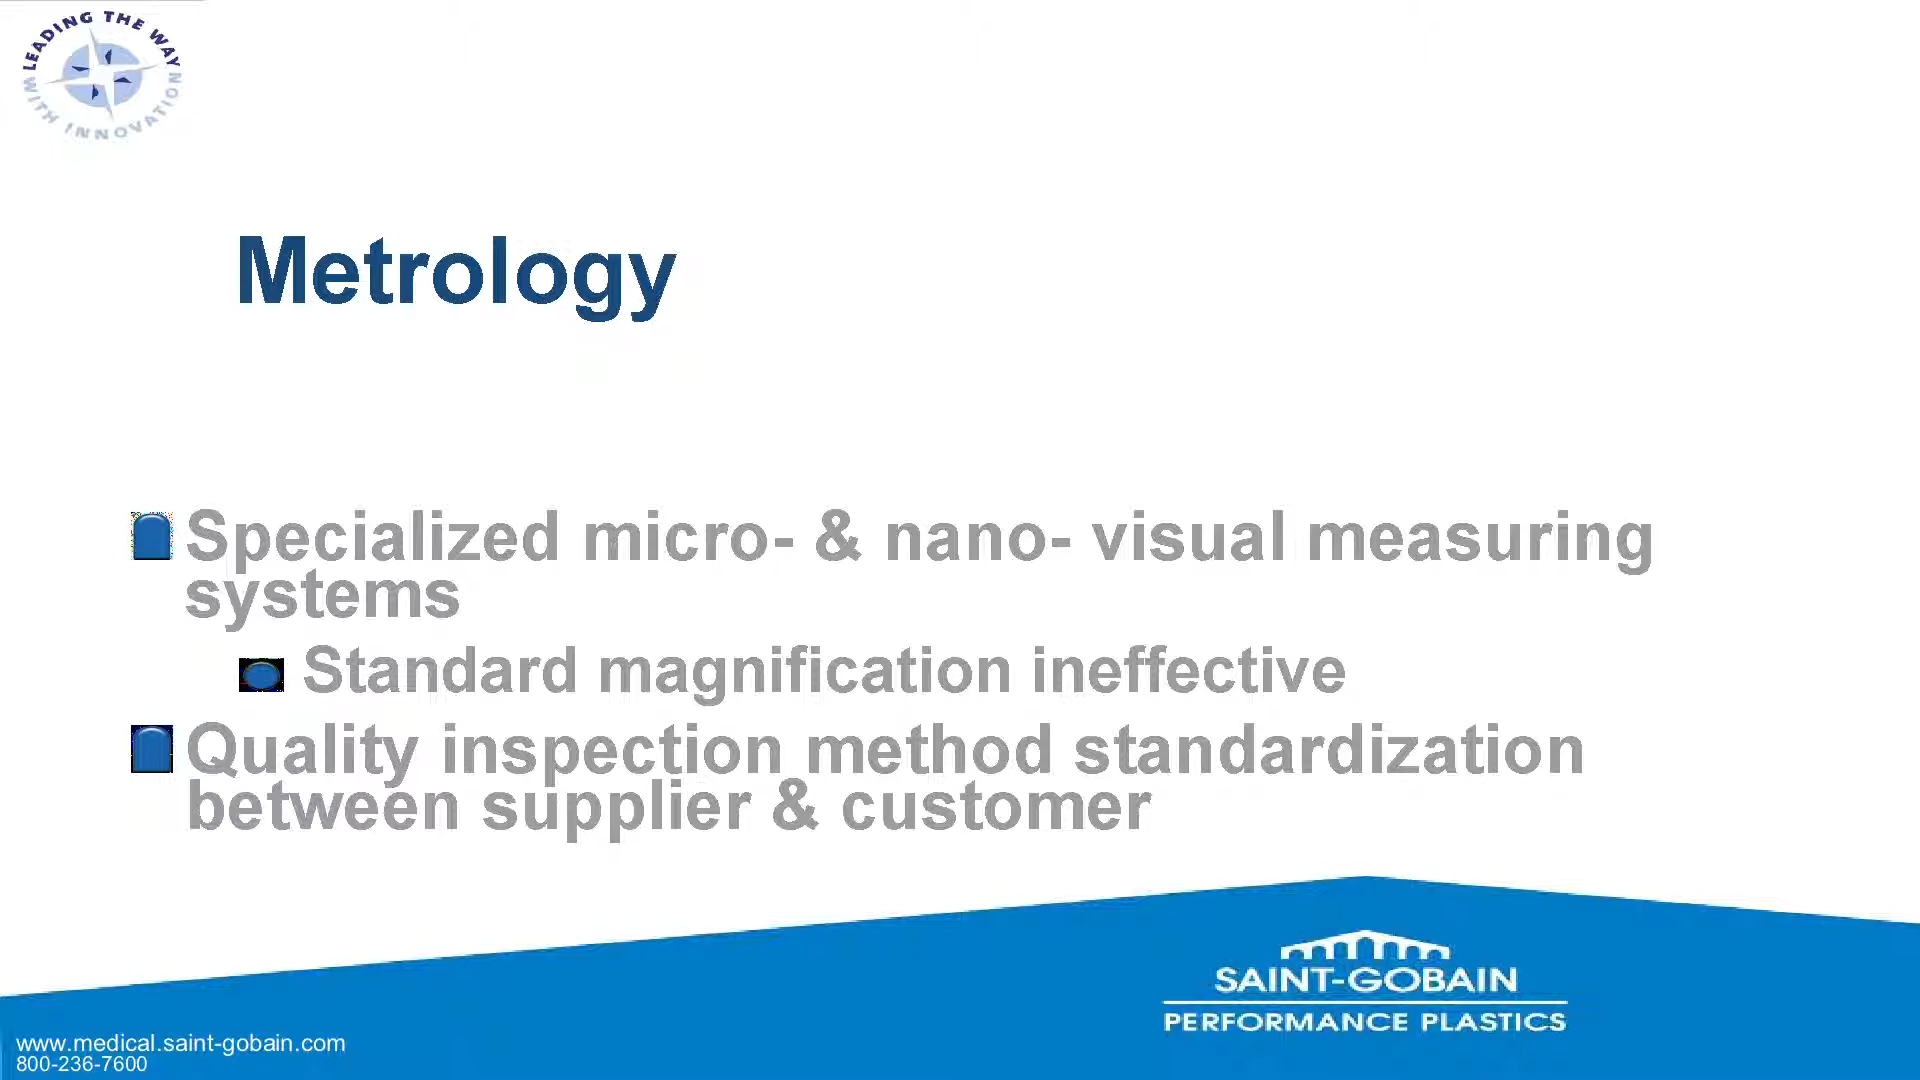 LEADING THE WAY
WITH INNOVATION
Metrology
Specialized micro- & nano- visual measuring
systems
Standard magnification ineffective
Quality inspection method standardization
between supplier & customer
SAINT-GOBAIN
PERFORMANCE PLASTICS
www.medical.saint-gobain.com
800-236-7600